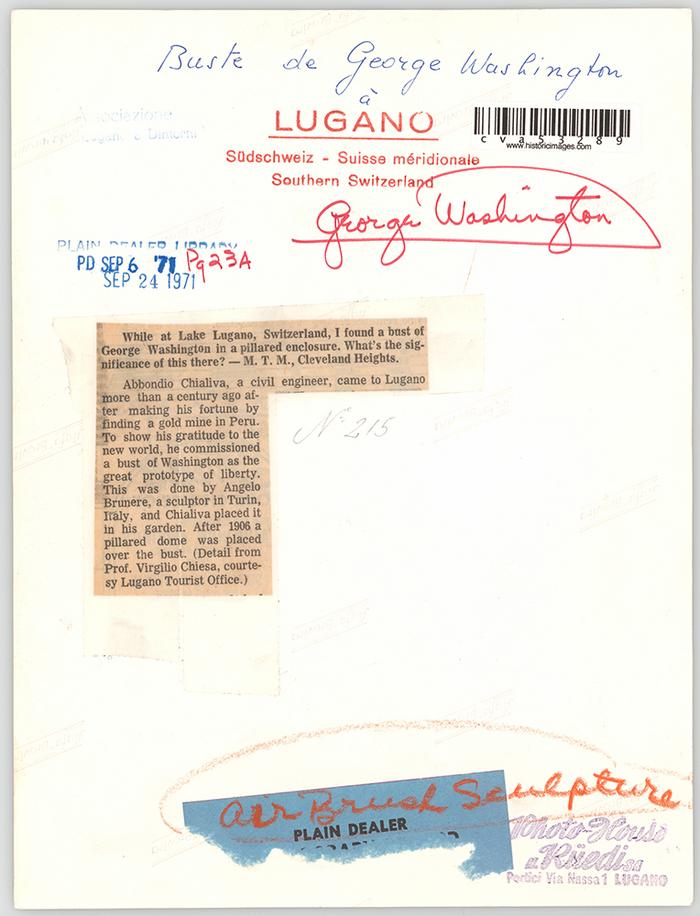 Buste de George Washington
à
LUGANO
Südschweiz - Suisse méridionale
Southern Switzerland
cva53289
www.historicimages.com
Associazione
Lugano e Dintorni
George Washington
PLAIN DEALER LIBRARY
PD SEP 6 '71 Pg 23A
SEP 24 1971
While at Lake Lugano, Switzerland, I found a bust of
George Washington in a pillared enclosure. What's the sig-
nificance of this there? — M. T. M., Cleveland Heights.
Abbondio Chialiva, a civil engineer, came to Lugano
more than a century ago af-
ter making his fortune by
finding a gold mine in Peru.
To show his gratitude to the
new world, he commissioned
a bust of Washington as the
great prototype of liberty.
This was done by Angelo
Brunere, a sculptor in Turin,
Italy, and Chialiva placed it
in his garden. After 1906 a
pillared dome was placed
over the bust. (Detail from
Prof. Virgilio Chiesa, courte-
sy Lugano Tourist Office.)
No 215
Air Brush Sculpture
PLAIN DEALER
Photo-House
a. Rüedi SA
Portici Via Nassa 1 LUGANO